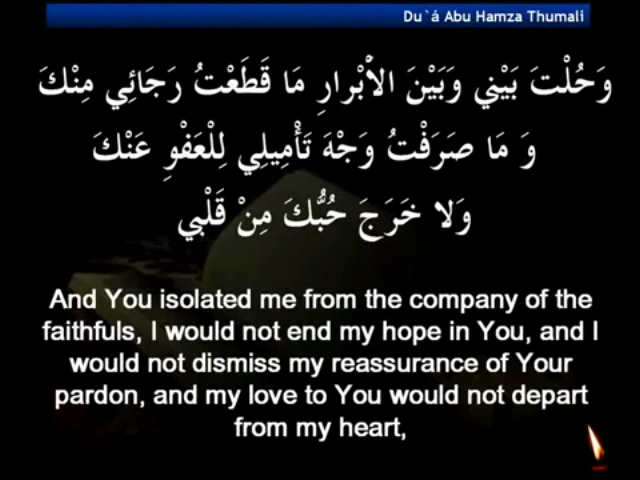 Du`á Abu Hamza Thumali
وَحُلْتَ بَيْنِي وَبَيْنَ الأَبْرارِ مَا قَطَعْتُ رَجَائِي مِنْكَ
وَ مَا صَرَفْتُ وَجْهَ تَأْمِيلِي لِلْعَفْوِ عَنْكَ
وَلا خَرَجَ حُبُّكَ مِنْ قَلْبِي
And You isolated me from the company of the
faithfuls, I would not end my hope in You, and I
would not dismiss my reassurance of Your
pardon, and my love to You would not depart
from my heart,